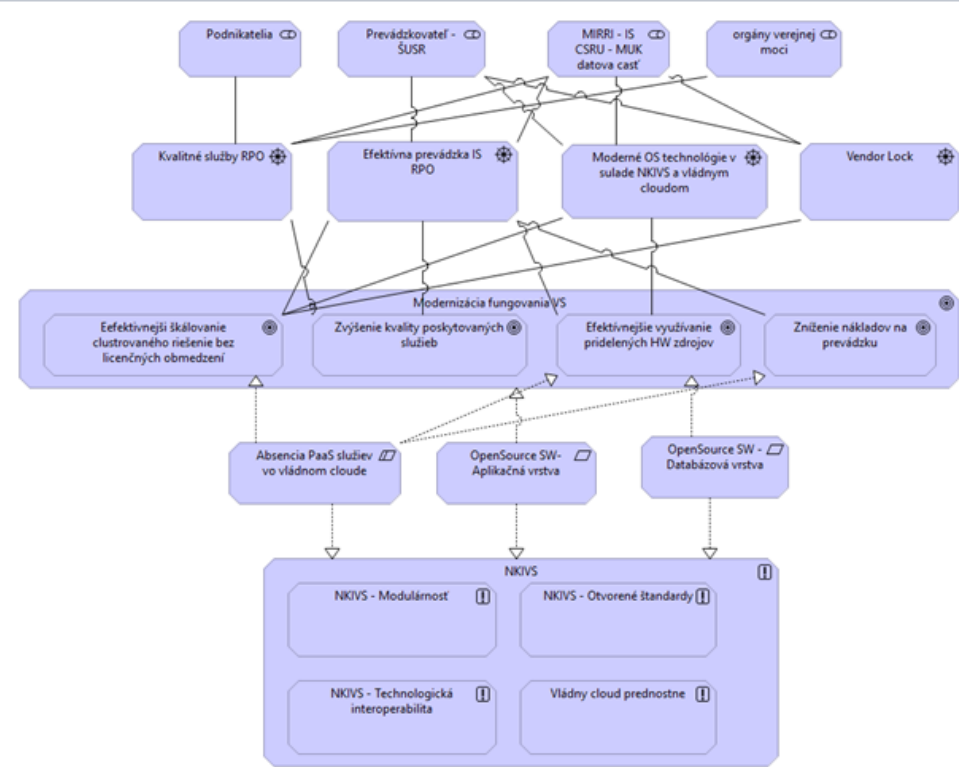 Podnikatelia
Prevádzkovateľ -
ŠUSR
MIRRI - IS
CSRU - MUK
datova casť
orgány verejnej
moci
Kvalitné služby RPO
Efektívna prevádzka IS
RPO
Moderné OS technológie v
sulade NKIVS a vládnym
cloudom
Vendor Lock
Modernizácia fungovania VS
Eefektivnejši škálovanie
clustrovaného riešenie bez
licenčných obmedzení
Zvýšenie kvality poskytovaných
služieb
Efektívnejšie využívanie
pridelených HW zdrojov
Zníženie nákladov na
prevádzku
Absencia PaaS služiev
vo vládnom cloude
OpenSource SW-
Aplikačná vrstva
OpenSource SW -
Databázová vrstva
NKIVS
NKIVS - Modulárnosť
NKIVS - Otvorené štandardy
NKIVS - Technologická
interoperabilita
Vládny cloud prednostne